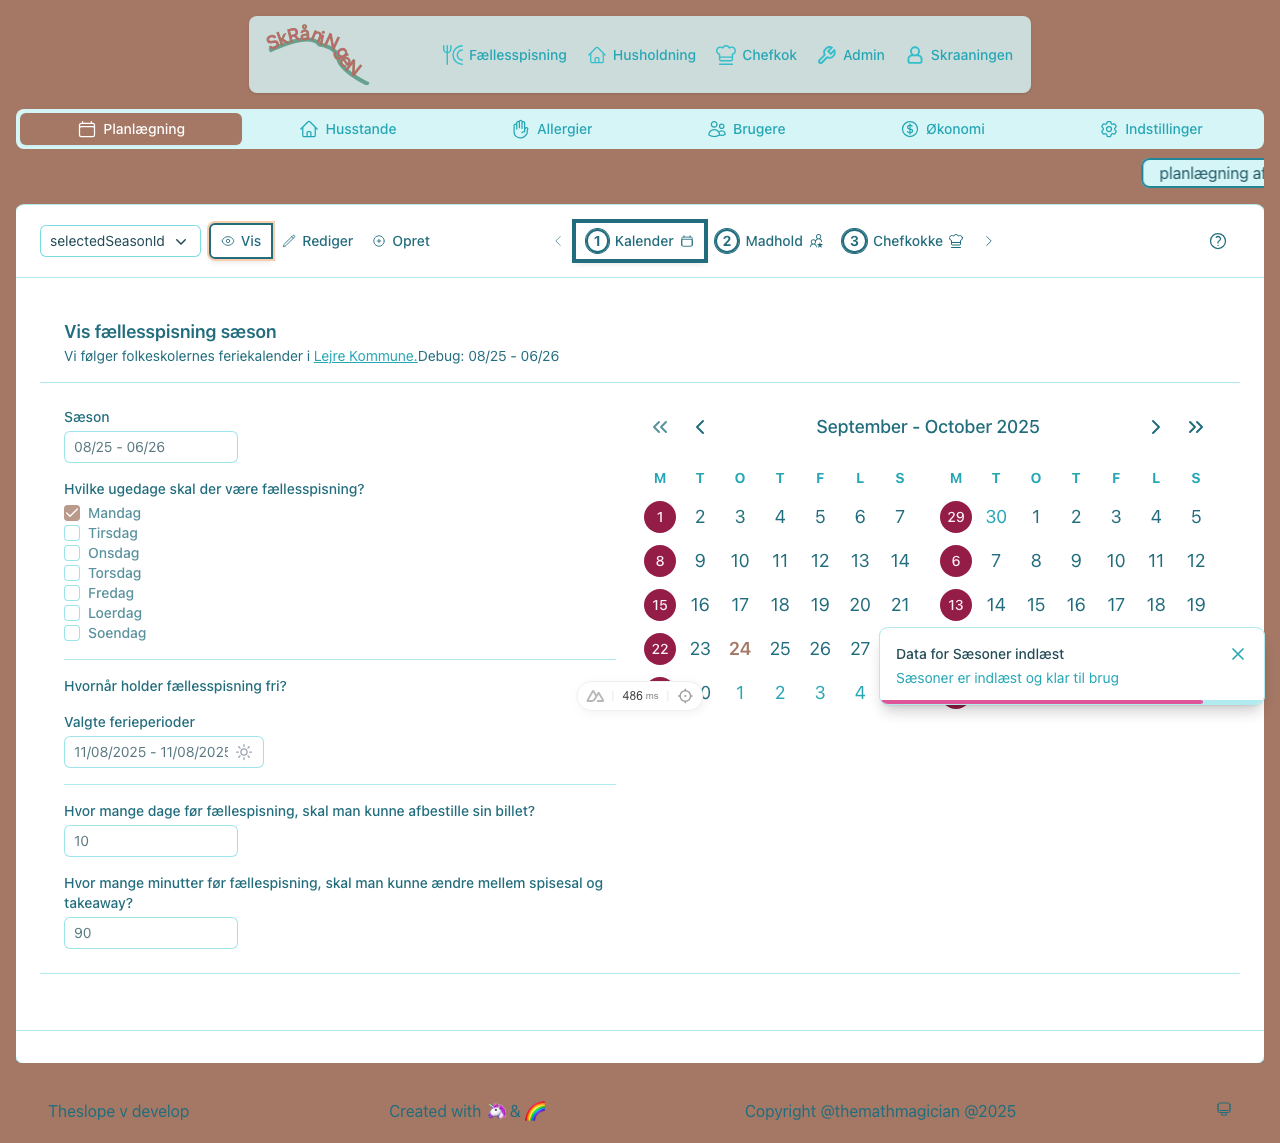 SkRåniNgeN
Fællesspisning Husholdning Chefkok Admin Skraaningen
Planlægning Husstande Allergier Brugere Økonomi Indstillinger
planlægning af
selectedSeasonId Vis Rediger Opret 1 Kalender 2 Madhold 3 Chefkokke
Vis fællesspisning sæson
Vi følger folkeskolernes feriekalender i Lejre Kommune.Debug: 08/25 - 06/26
Sæson
08/25 - 06/26
Hvilke ugedage skal der være fællesspisning?
Mandag
Tirsdag
Onsdag
Torsdag
Fredag
Loerdag
Soendag
Hvornår holder fællesspisning fri?
Valgte ferieperioder
11/08/2025 - 11/08/2025
Hvor mange dage før fællespisning, skal man kunne afbestille sin billet?
10
Hvor mange minutter før fællespisning, skal man kunne ændre mellem spisesal og
takeaway?
90
September - October 2025
M T O T F L S M T O T F L S
1 2 3 4 5 6 7 29 30 1 2 3 4 5
8 9 10 11 12 13 14 6 7 8 9 10 11 12
15 16 17 18 19 20 21 13 14 15 16 17 18 19
22 23 24 25 26 27
0 1 2 3 4
486 ms
Data for Sæsoner indlæst
Sæsoner er indlæst og klar til brug
Theslope v develop Created with 🦄 & 🌈 Copyright @themathmagician @2025